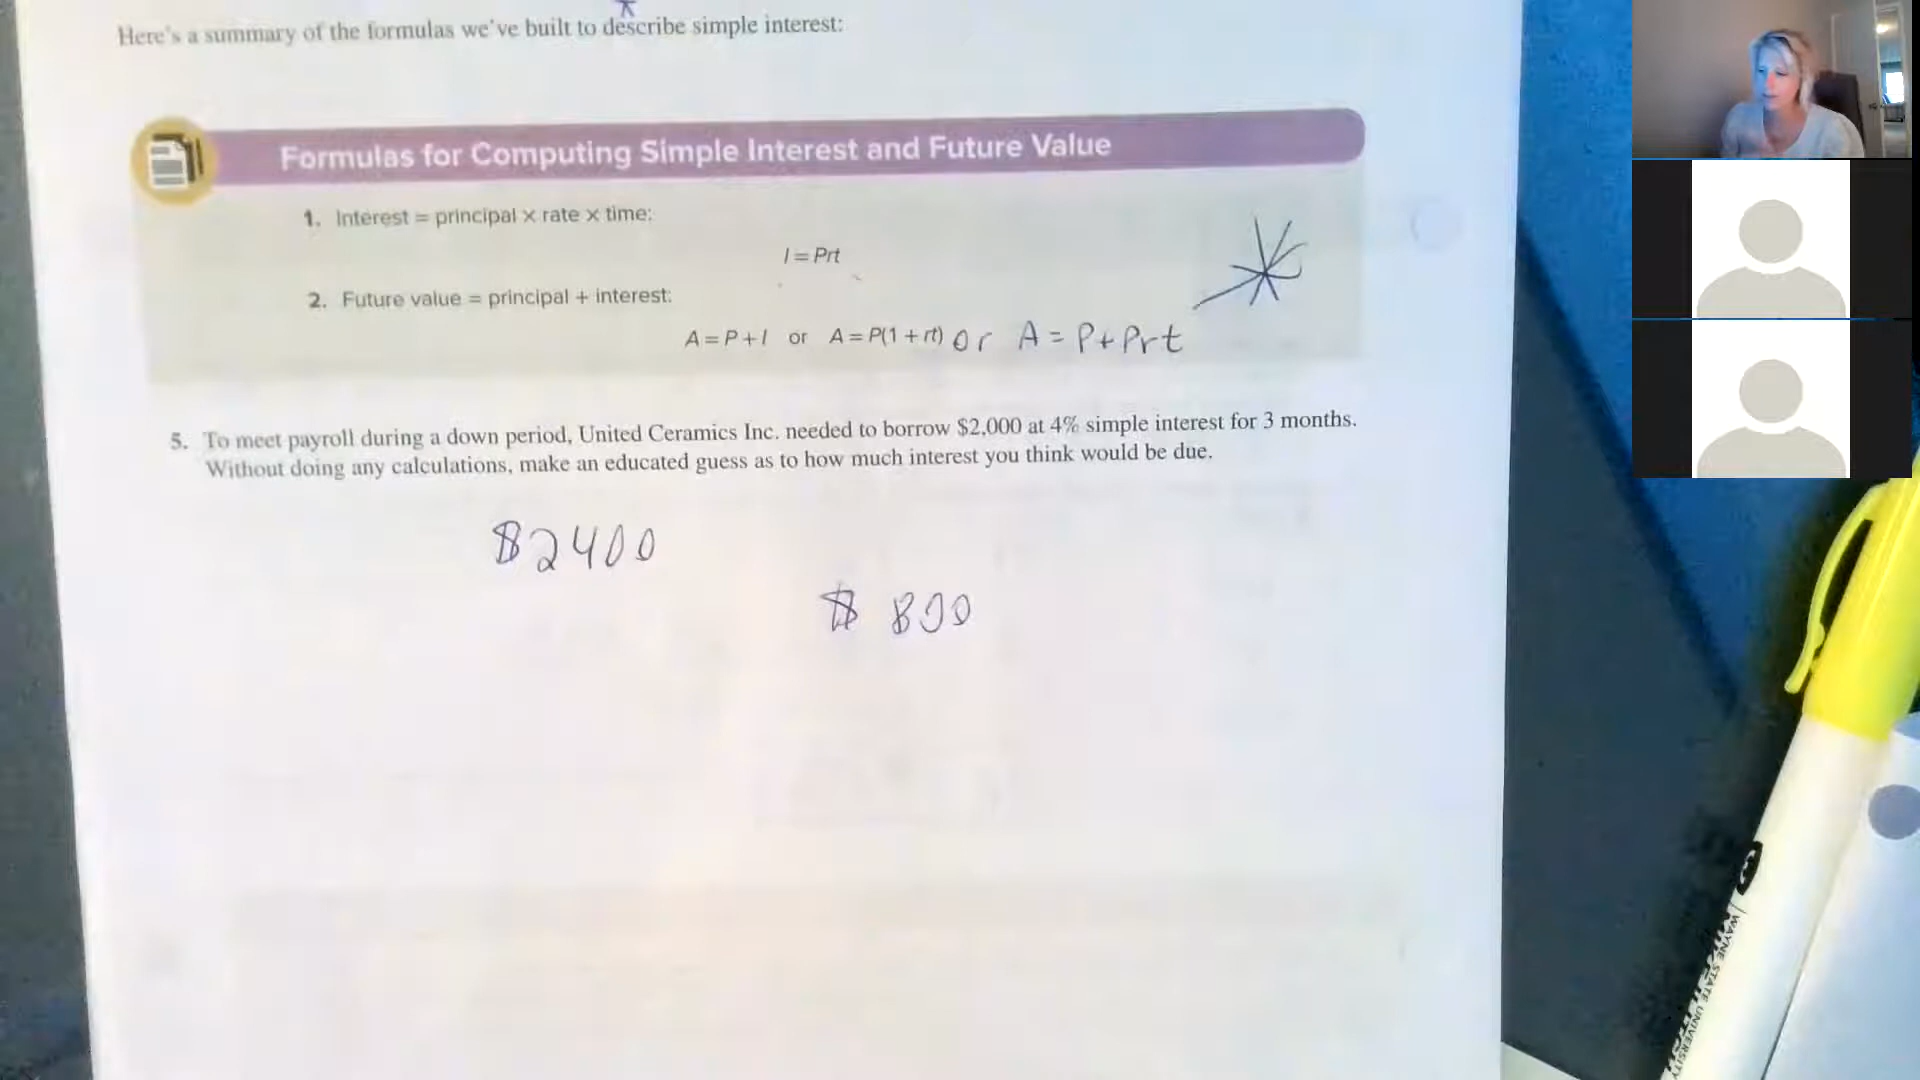 Here's a summary of the formulas we've built to describe simple interest:
Formulas for Computing Simple Interest and Future Value
1. Interest = principal × rate × time:
I = Prt
2. Future value = principal + interest:
A = P + I or A = P(1 + rt) or A = P + Prt
5. To meet payroll during a down period, United Ceramics Inc. needed to borrow $2,000 at 4% simple interest for 3 months.
Without doing any calculations, make an educated guess as to how much interest you think would be due.
$2400
$ 800
WAYNE STATE UNIVERSITY